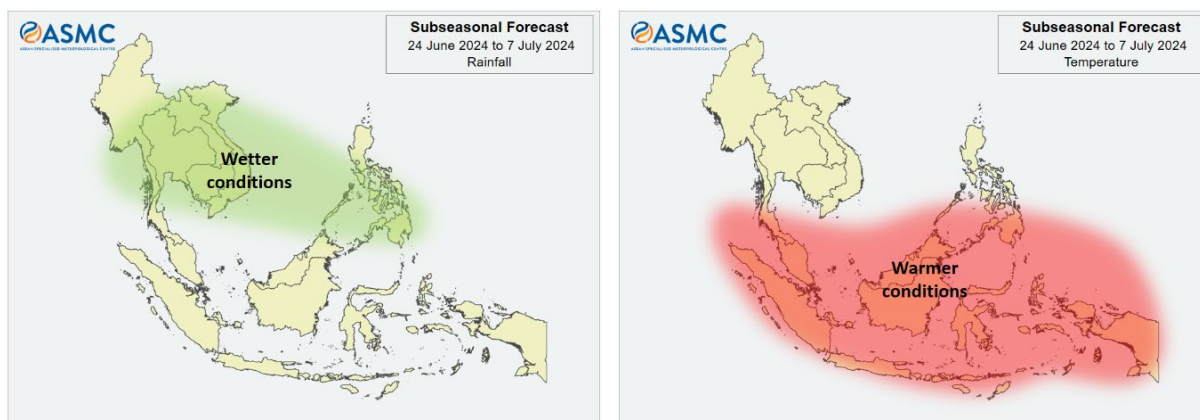 ASMC
ASEAN SPECIALISED METEOROLOGICAL CENTRE
Subseasonal Forecast
24 June 2024 to 7 July 2024
Rainfall
Wetter
conditions
ASMC
ASEAN SPECIALISED METEOROLOGICAL CENTRE
Subseasonal Forecast
24 June 2024 to 7 July 2024
Temperature
Warmer
conditions